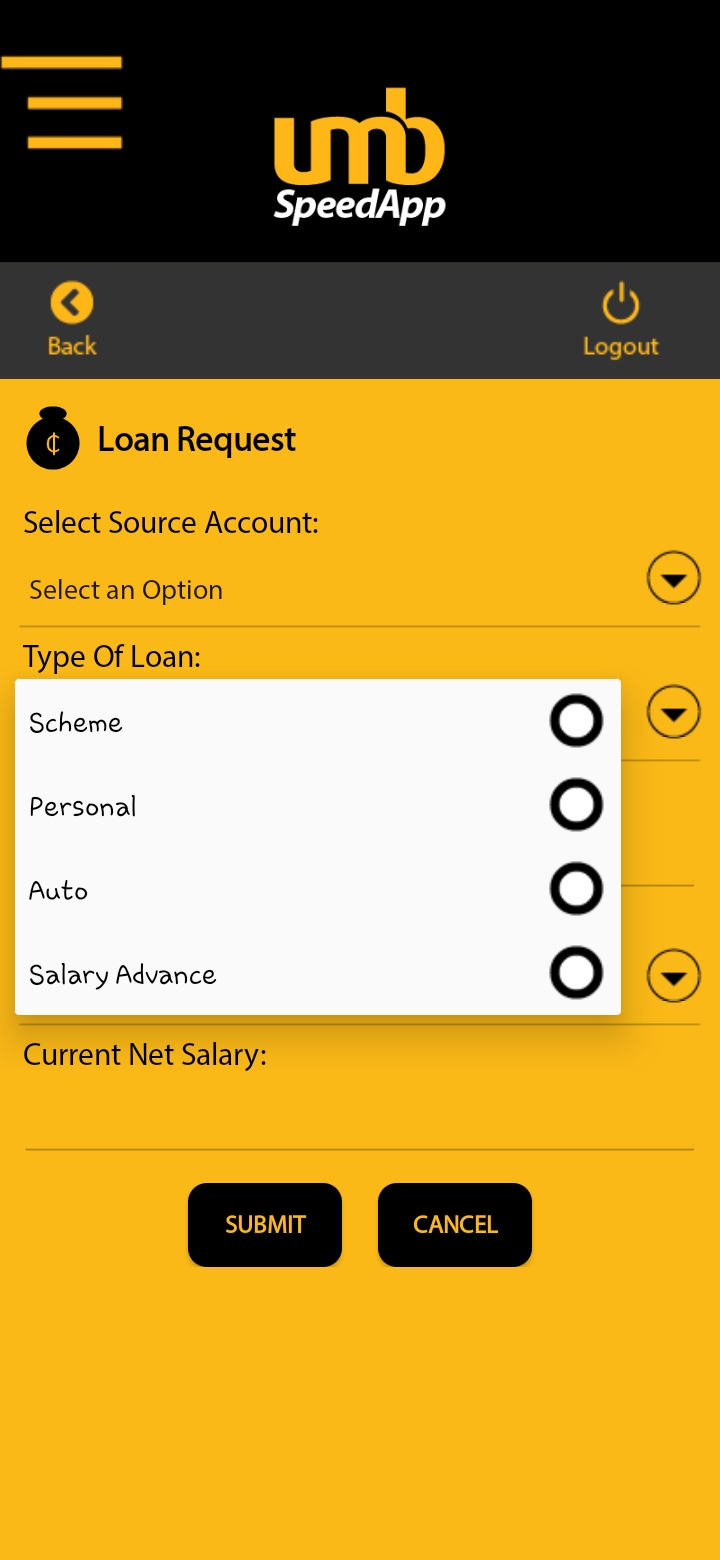 umb
SpeedApp
Back
Logout
₵ Loan Request
Select Source Account:
Select an Option
Type Of Loan:
Scheme
Personal
Auto
Salary Advance
Current Net Salary:
SUBMIT
CANCEL